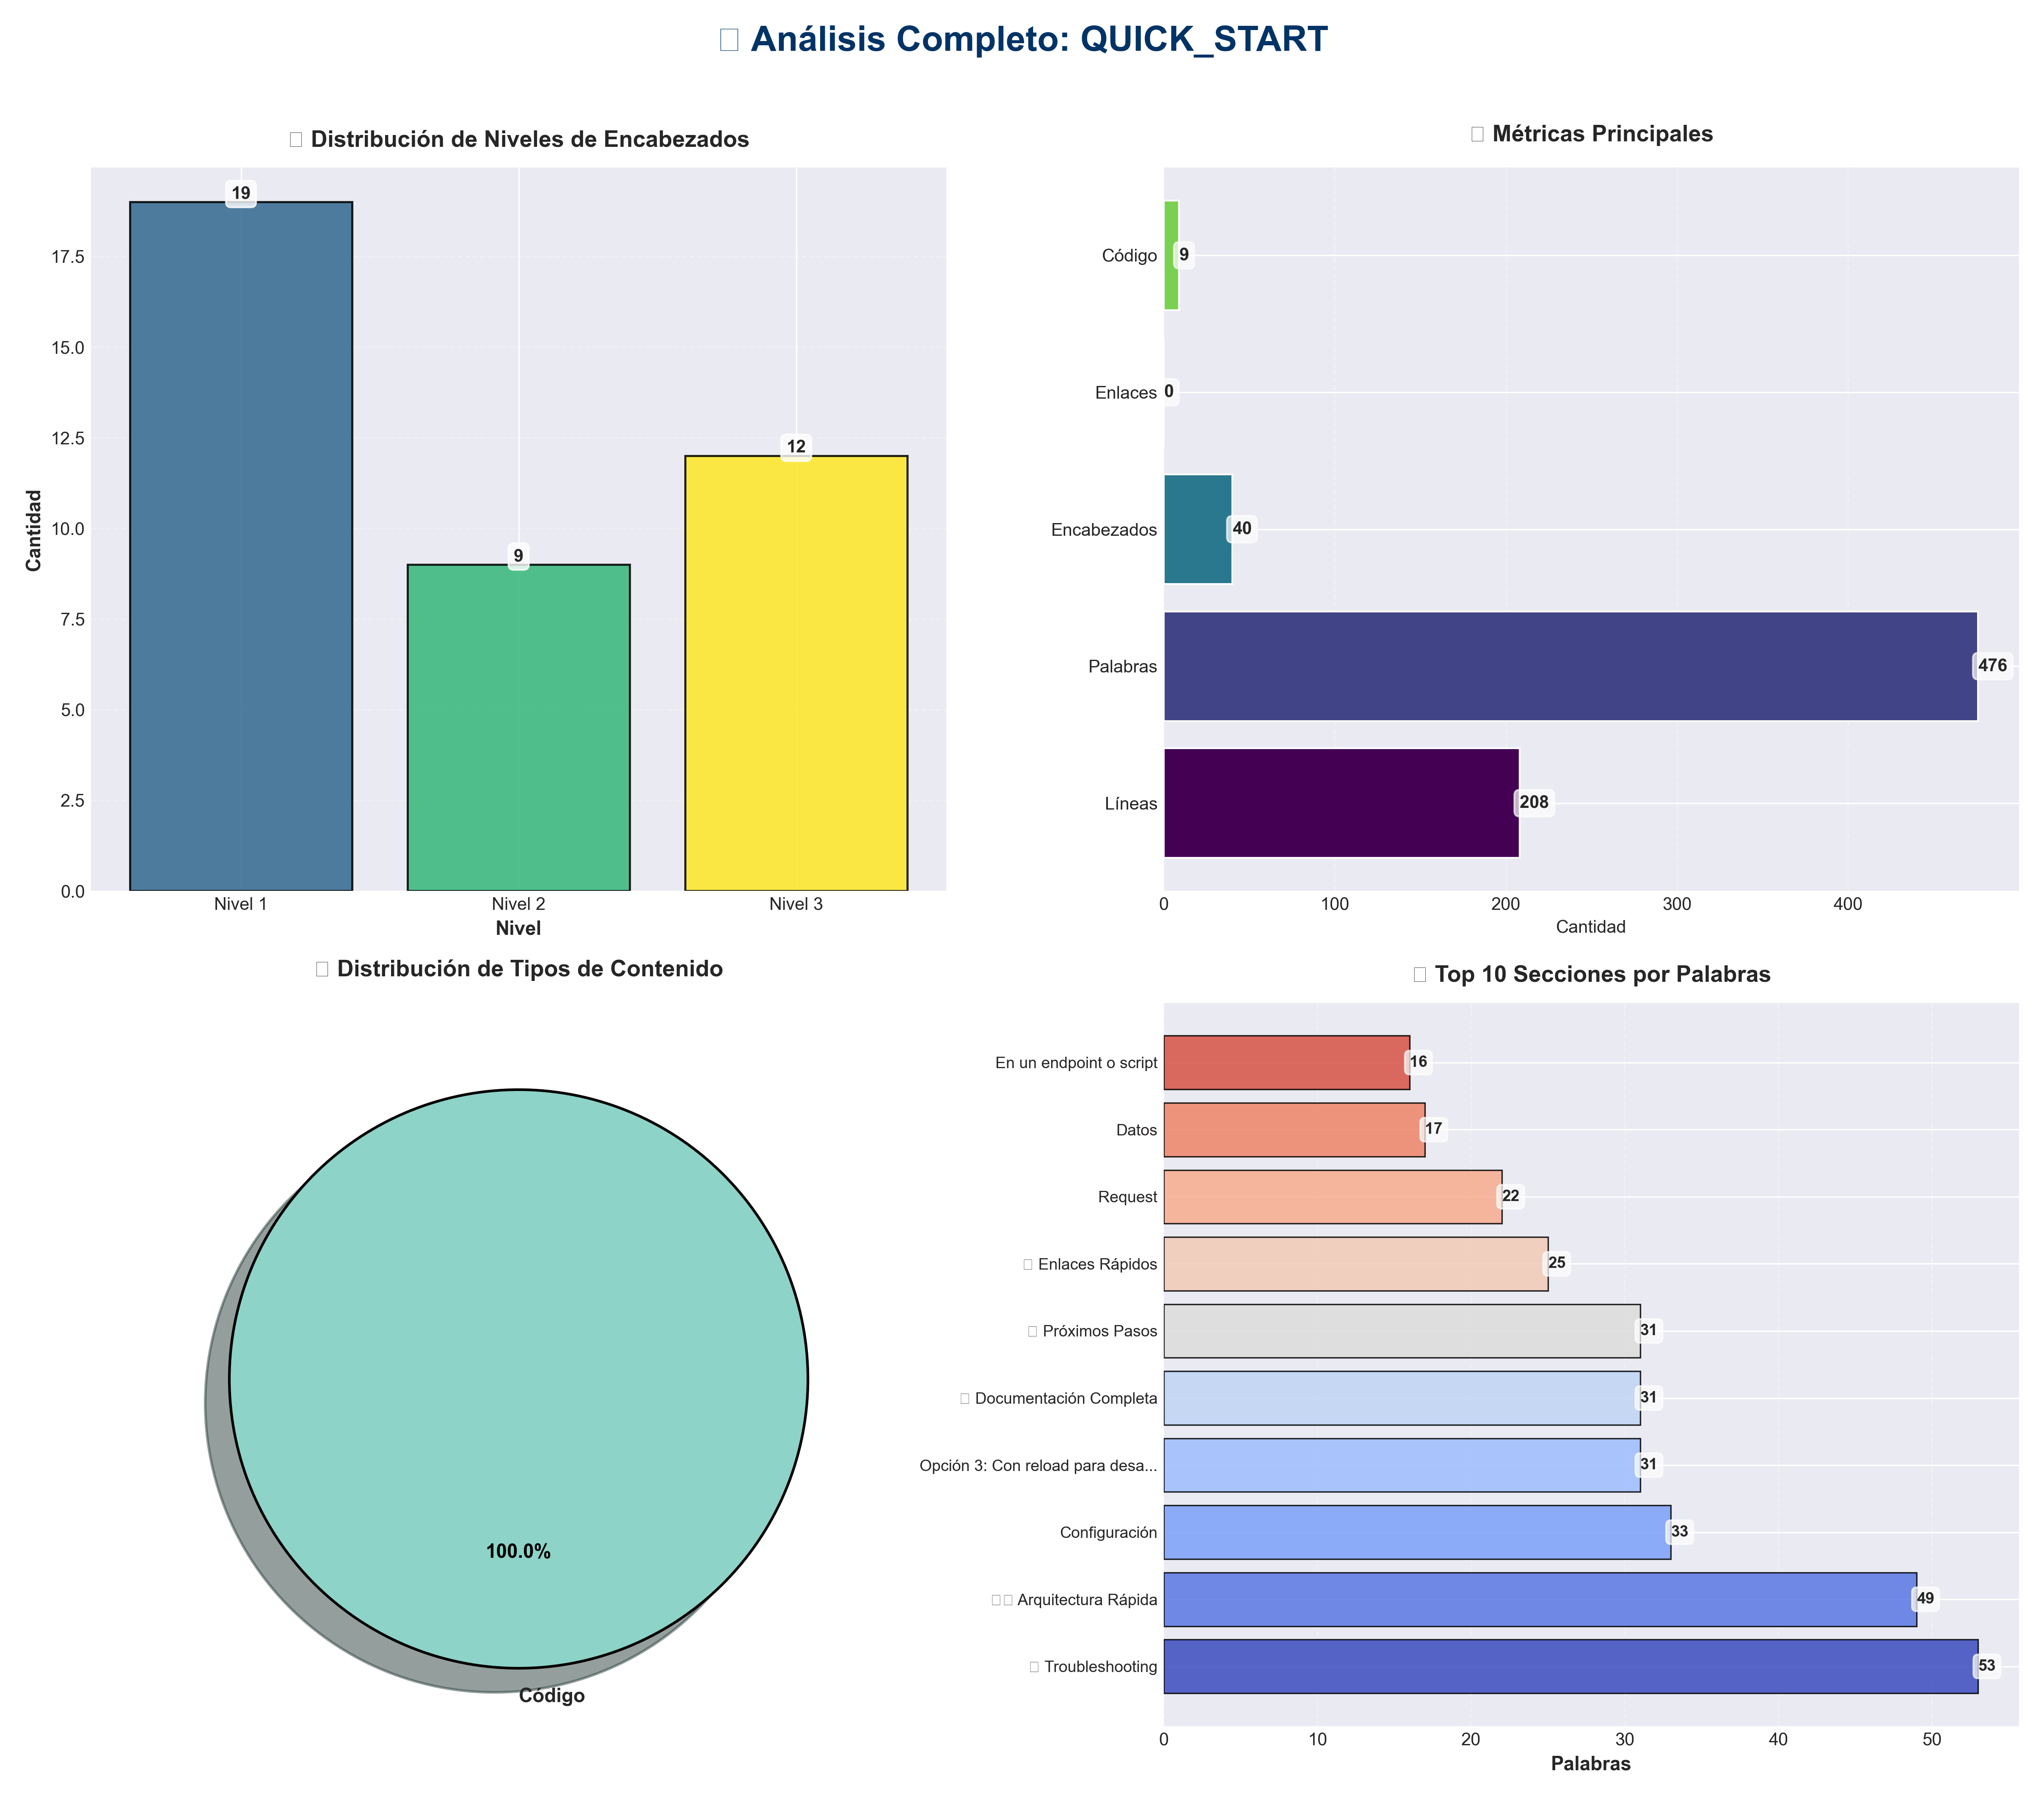 Análisis Completo: QUICK_START
Distribución de Niveles de Encabezados
Cantidad
17.5
15.0
12.5
10.0
7.5
5.0
2.5
0.0
19
9
12
Nivel 1 Nivel 2 Nivel 3
Nivel
Métricas Principales
Código 9
Enlaces 0
Encabezados 40
Palabras 476
Líneas 208
0 100 200 300 400
Cantidad
Distribución de Tipos de Contenido
100.0%
Código
Top 10 Secciones por Palabras
En un endpoint o script 16
Datos 17
Request 22
Enlaces Rápidos 25
Próximos Pasos 31
Documentación Completa 31
Opción 3: Con reload para desa... 31
Configuración 33
Arquitectura Rápida 49
Troubleshooting 53
0 10 20 30 40 50
Palabras